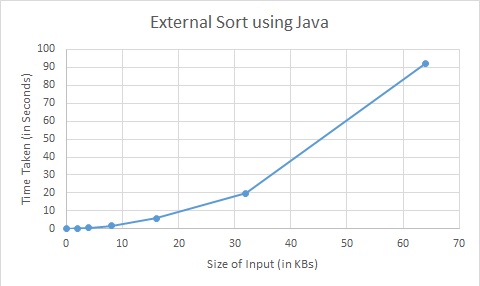 External Sort using Java
100
90
80
70
60
50
40
30
20
10
0
Time Taken (in Seconds)
0 10 20 30 40 50 60 70
Size of Input (in KBs)